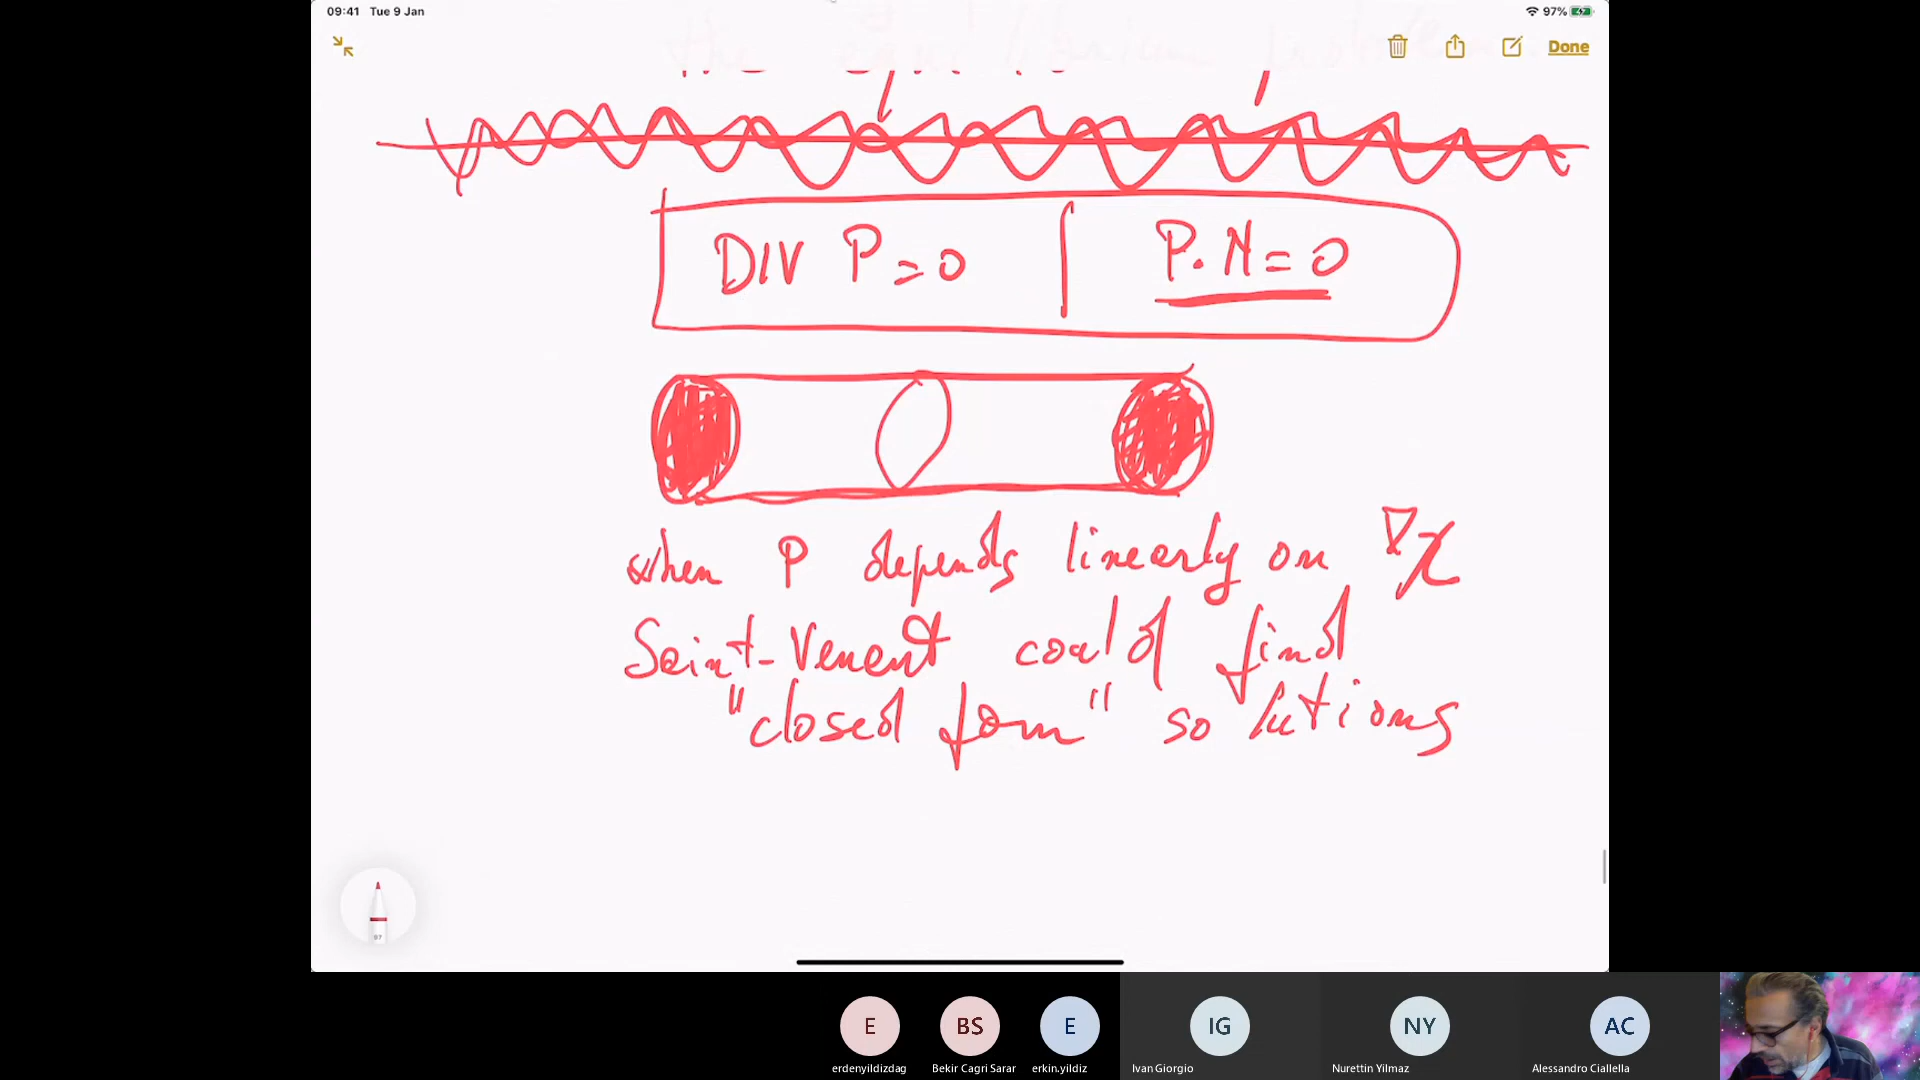 09:41 Tue 9 Jan
97%
Done
DIV P = 0 | P. N = 0
when P depends linearly on ∇χ
Saint-Venant could find
"closed form" solutions
97
E BS E IG NY AC
erdenyildizdag Bekir Cagri Sarar erkin.yildiz Ivan Giorgio Nurettin Yilmaz Alessandro Ciallella